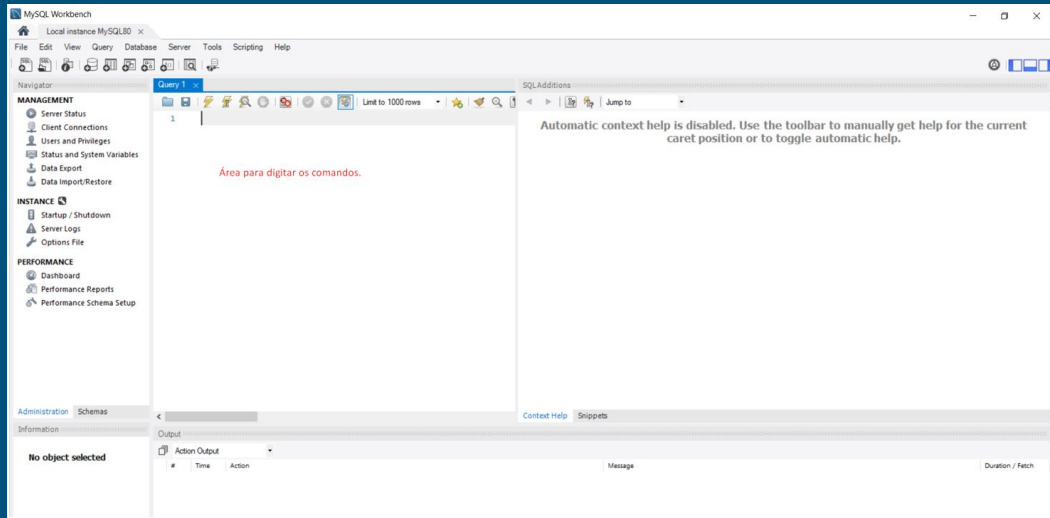 MySQL Workbench
Local instance MySQL80 ×
File Edit View Query Database Server Tools Scripting Help
Navigator
MANAGEMENT
Server Status
Client Connections
Users and Privileges
Status and System Variables
Data Export
Data Import/Restore
INSTANCE
Startup / Shutdown
Server Logs
Options File
PERFORMANCE
Dashboard
Performance Reports
Performance Schema Setup
Administration Schemas
Information
No object selected
Query 1 ×
Limit to 1000 rows
1
Área para digitar os comandos.
SQLAdditions
Jump to
Automatic context help is disabled. Use the toolbar to manually get help for the current
caret position or to toggle automatic help.
Context Help Snippets
Output
Action Output
# Time Action Message Duration / Fetch